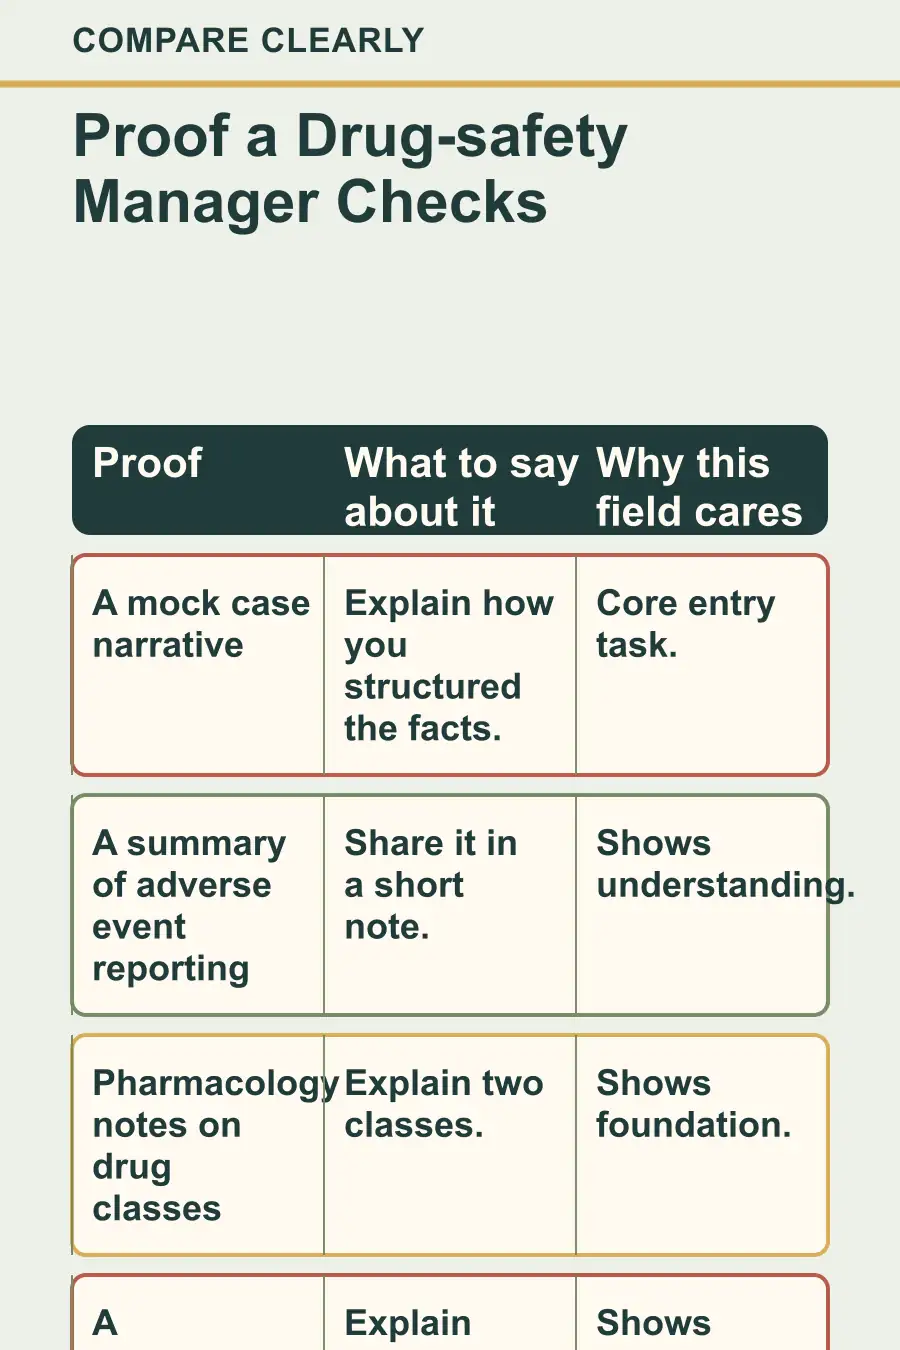 COMPARE CLEARLY
Proof a Drug-safety
Manager Checks
Proof
What to say
about it
Why this
field cares
A mock case
narrative
Explain how
you
structured
the facts.
Core entry
task.
A summary
of adverse
event
reporting
Share it in
a short
note.
Shows
understanding.
Pharmacology
notes on
drug
classes
Explain two
classes.
Shows
foundation.
A
Explain
Shows